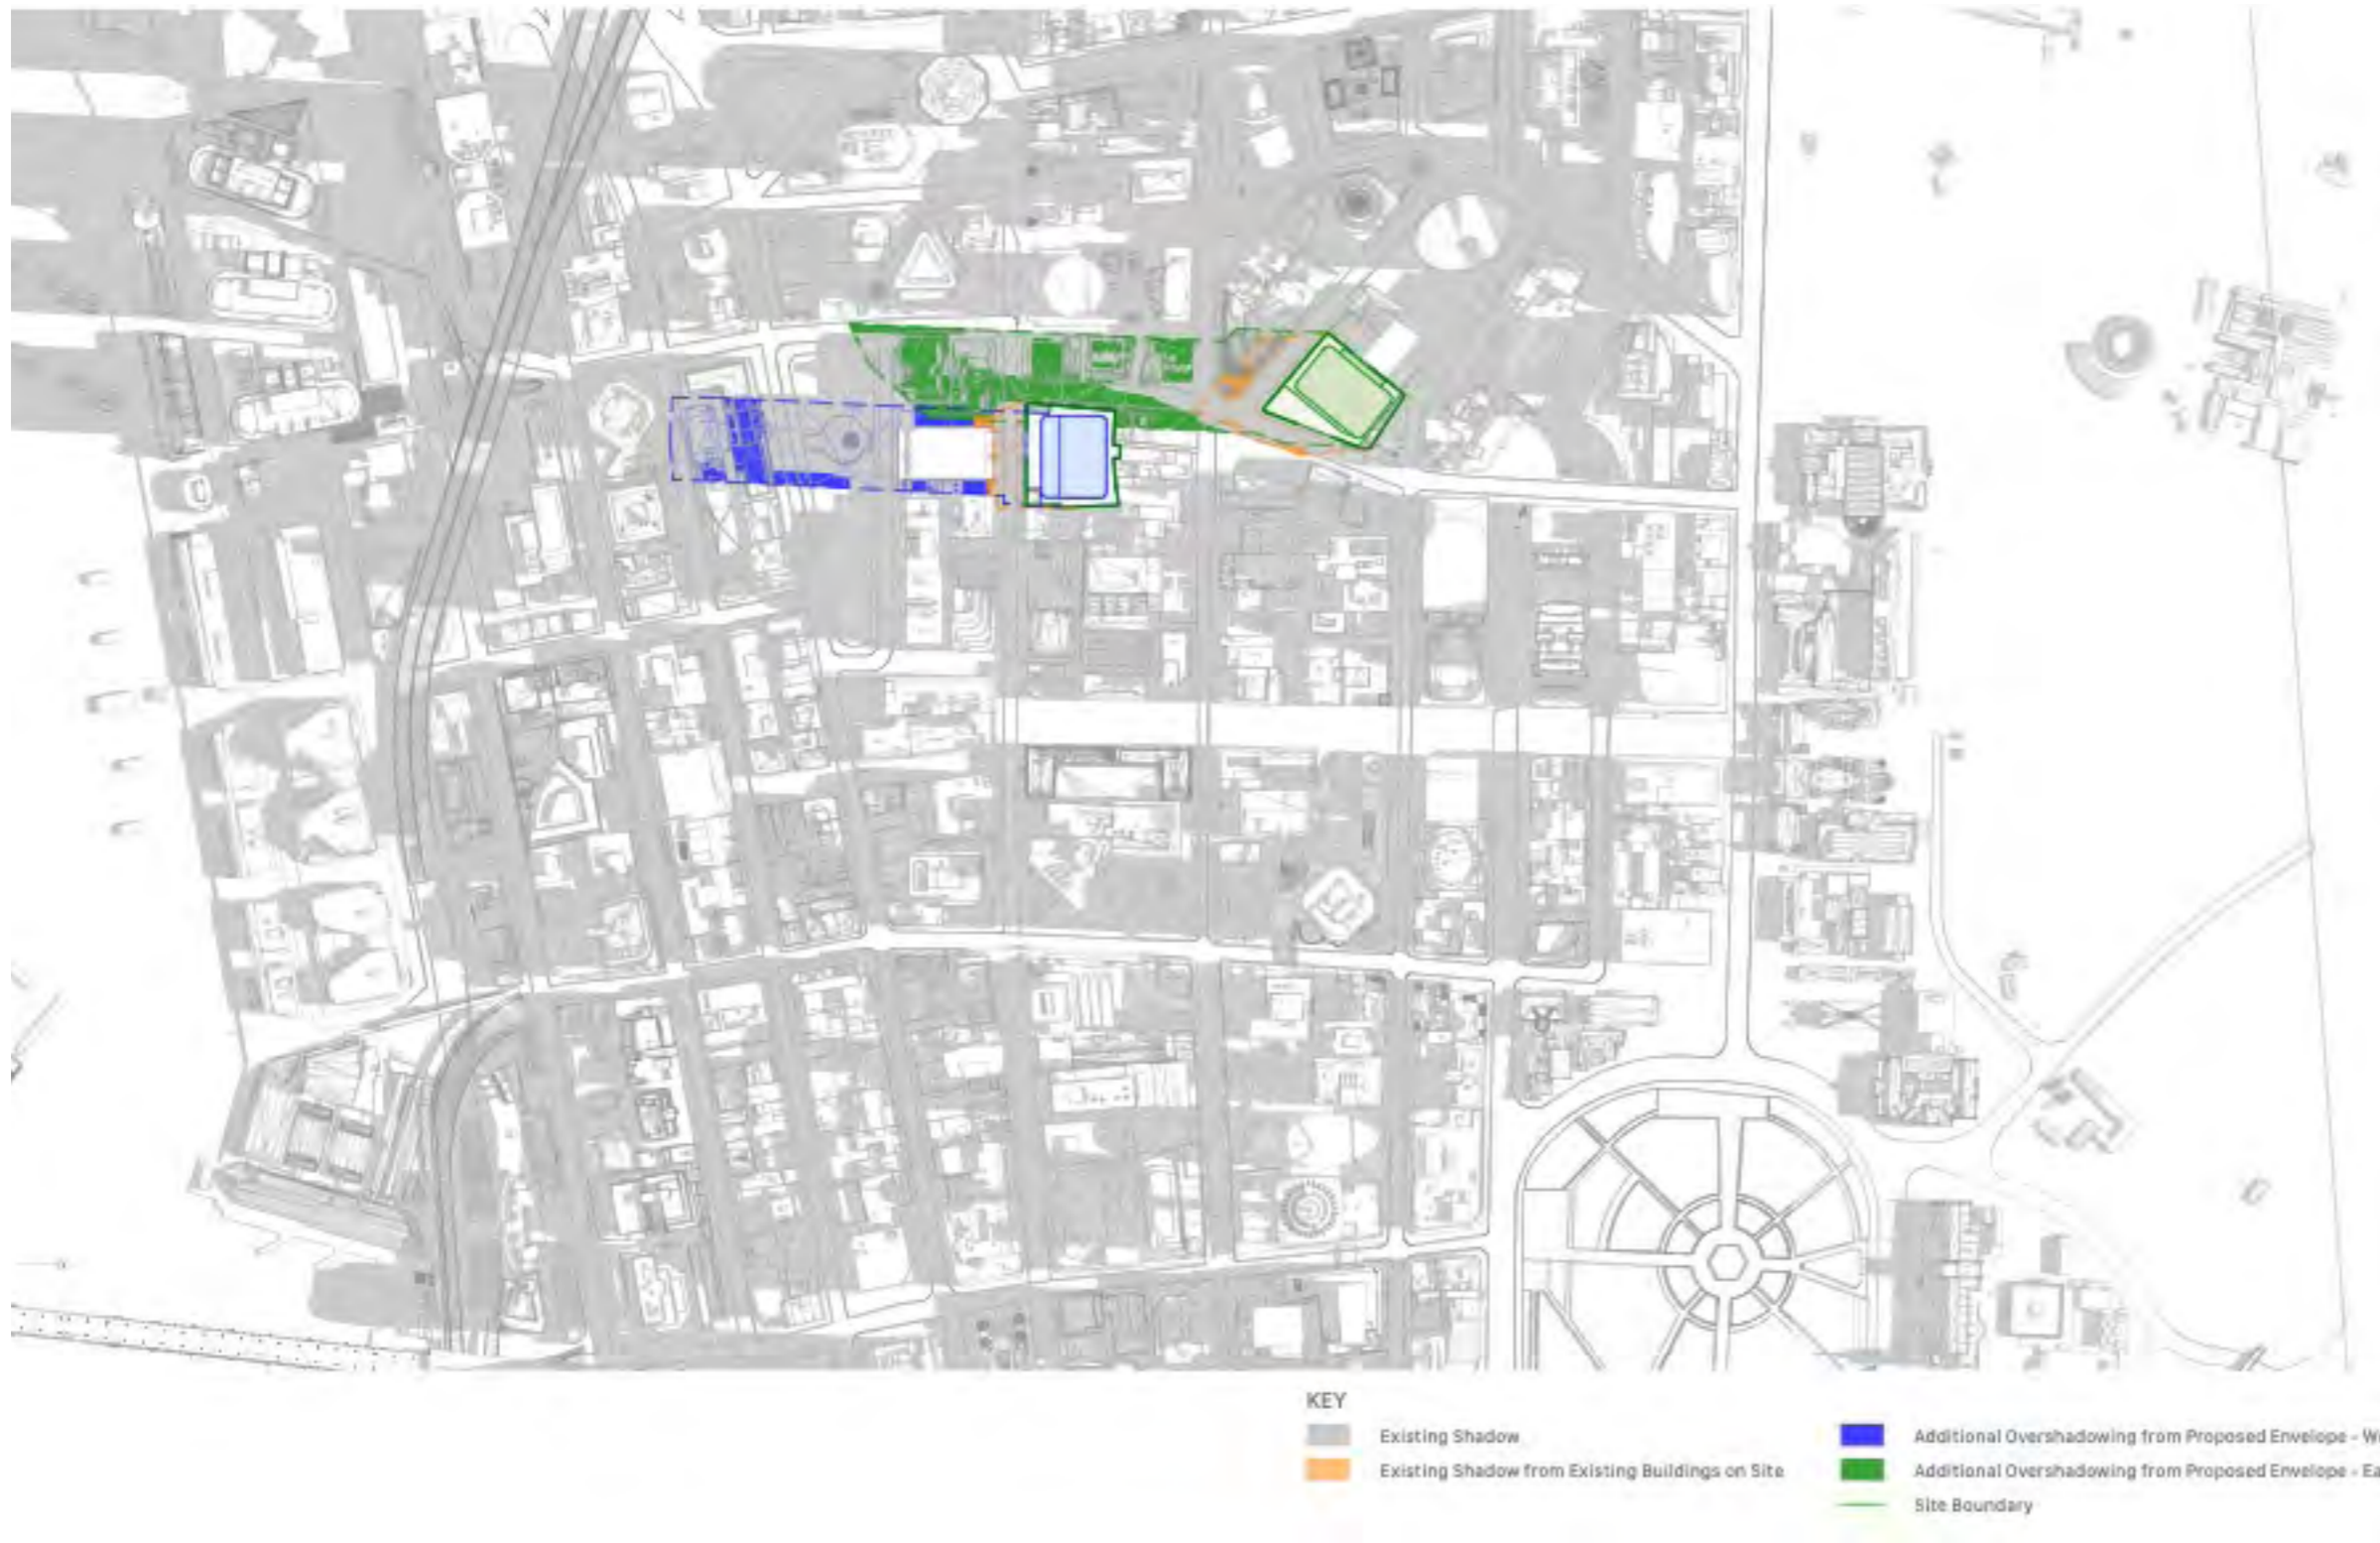 KEY
Existing Shadow
Existing Shadow from Existing Buildings on Site
Additional Overshadowing from Proposed Envelope -
Additional Overshadowing from Proposed Envelope -
Site Boundary